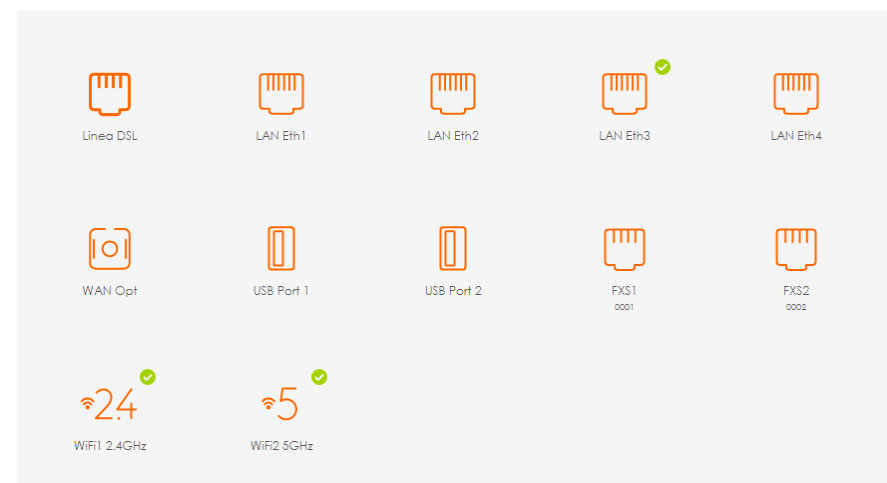 Linea DSL
LAN Eth1
LAN Eth2
LAN Eth3
LAN Eth4
WAN Opt
USB Port 1
USB Port 2
FXS1
0001
FXS2
0002
2.4
5
WiFi1 2.4GHz
WiFi2 5GHz